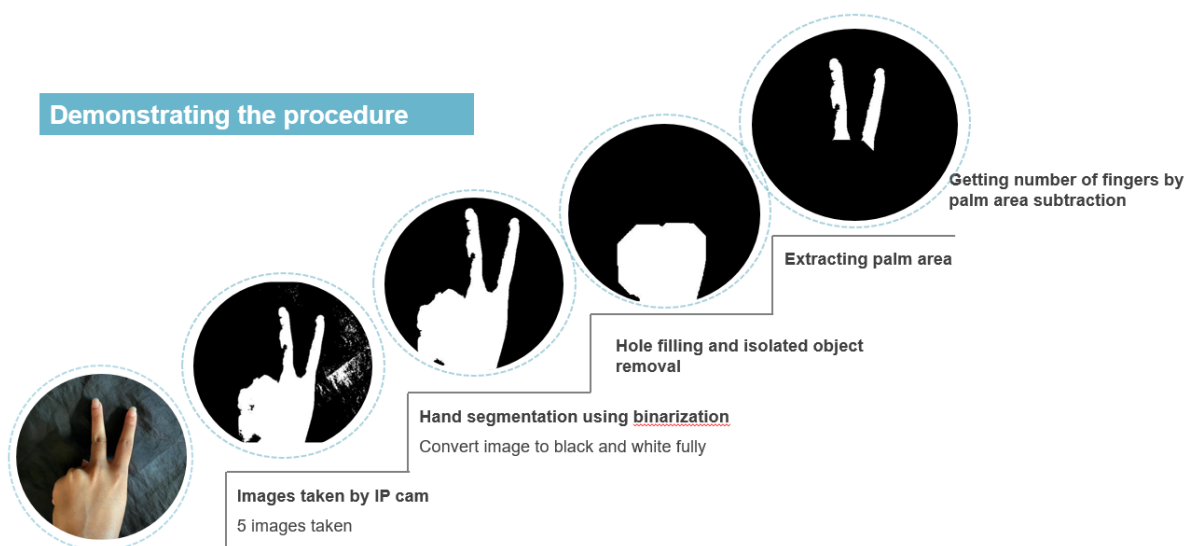 Demonstrating the procedure
Getting number of fingers by
palm area subtraction
Extracting palm area
Hole filling and isolated object
removal
Hand segmentation using binarization
Convert image to black and white fully
Images taken by IP cam
5 images taken